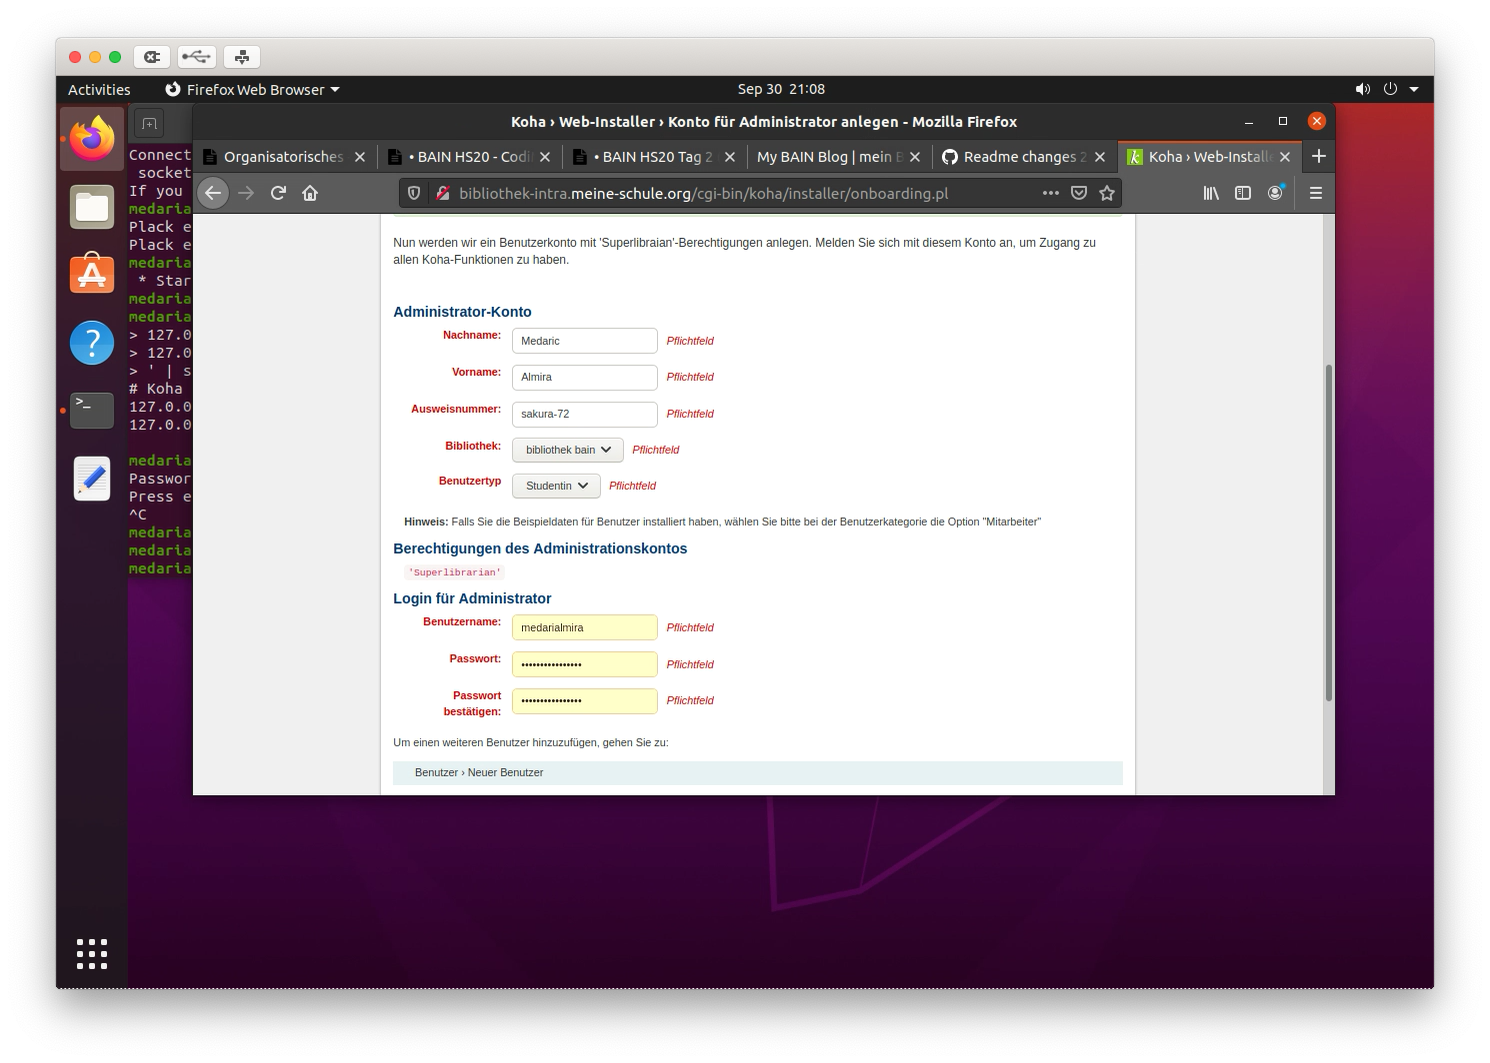 Activities
Firefox Web Browser
Sep 30 21:08
Koha › Web-Installer › Konto für Administrator anlegen - Mozilla Firefox
Organisatorisches
• BAIN HS20 - Codi
• BAIN HS20 Tag 2
My BAIN Blog | mein B
Readme changes 2
Koha › Web-Installe
bibliothek-intra.meine-schule.org/cgi-bin/koha/installer/onboarding.pl
Connect
socket
If you
medaria
Plack e
Plack e
medaria
* Star
medaria
medaria
> 127.0
> 127.0
> ' | s
# Koha
127.0.0
127.0.0
medaria
Passwor
Press e
^C
medaria
medaria
medaria
Nun werden wir ein Benutzerkonto mit 'Superlibraian'-Berechtigungen anlegen. Melden Sie sich mit diesem Konto an, um Zugang zu
allen Koha-Funktionen zu haben.
Administrator-Konto
Nachname: Medaric Pflichtfeld
Vorname: Almira Pflichtfeld
Ausweisnummer: sakura-72 Pflichtfeld
Bibliothek: bibliothek bain Pflichtfeld
Benutzertyp Studentin Pflichtfeld
Hinweis: Falls Sie die Beispieldaten für Benutzer installiert haben, wählen Sie bitte bei der Benutzerkategorie die Option "Mitarbeiter"
Berechtigungen des Administrationskontos
'Superlibrarian'
Login für Administrator
Benutzername: medarialmira Pflichtfeld
Passwort: •••••••••••••••• Pflichtfeld
Passwort
bestätigen: •••••••••••••••• Pflichtfeld
Um einen weiteren Benutzer hinzuzufügen, gehen Sie zu:
Benutzer › Neuer Benutzer